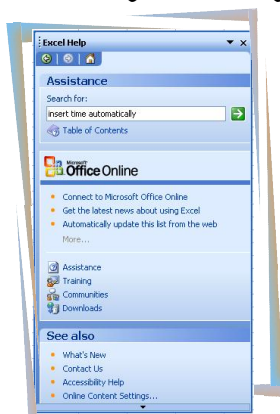 Excel Help
Assistance
Search for:
insert time automatically
Table of Contents
Microsoft
Office Online
Connect to Microsoft Office Online
Get the latest news about using Excel
Automatically update this list from the web
More...
Assistance
Training
Communities
Downloads
See also
What's New
Contact Us
Accessibility Help
Online Content Settings...